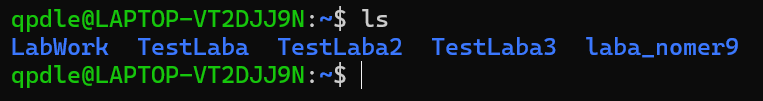 qpdle@LAPTOP-VT2DJJ9N:~$ ls
LabWork  TestLaba  TestLaba2  TestLaba3  laba_nomer9
qpdle@LAPTOP-VT2DJJ9N:~$